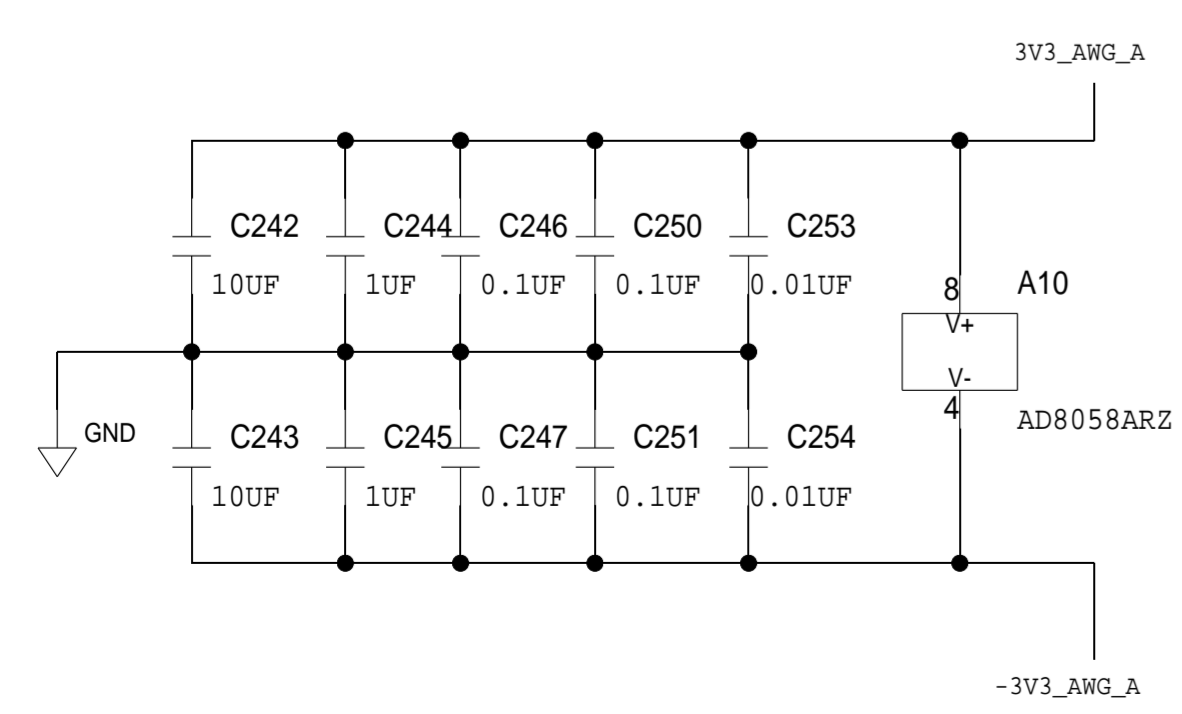 3V3_AWG_A
C242 C244 C246 C250 C253
10UF 1UF 0.1UF 0.1UF 0.01UF
8 A10
V+
V-
4 AD8058ARZ
GND
C243 C245 C247 C251 C254
10UF 1UF 0.1UF 0.1UF 0.01UF
-3V3_AWG_A